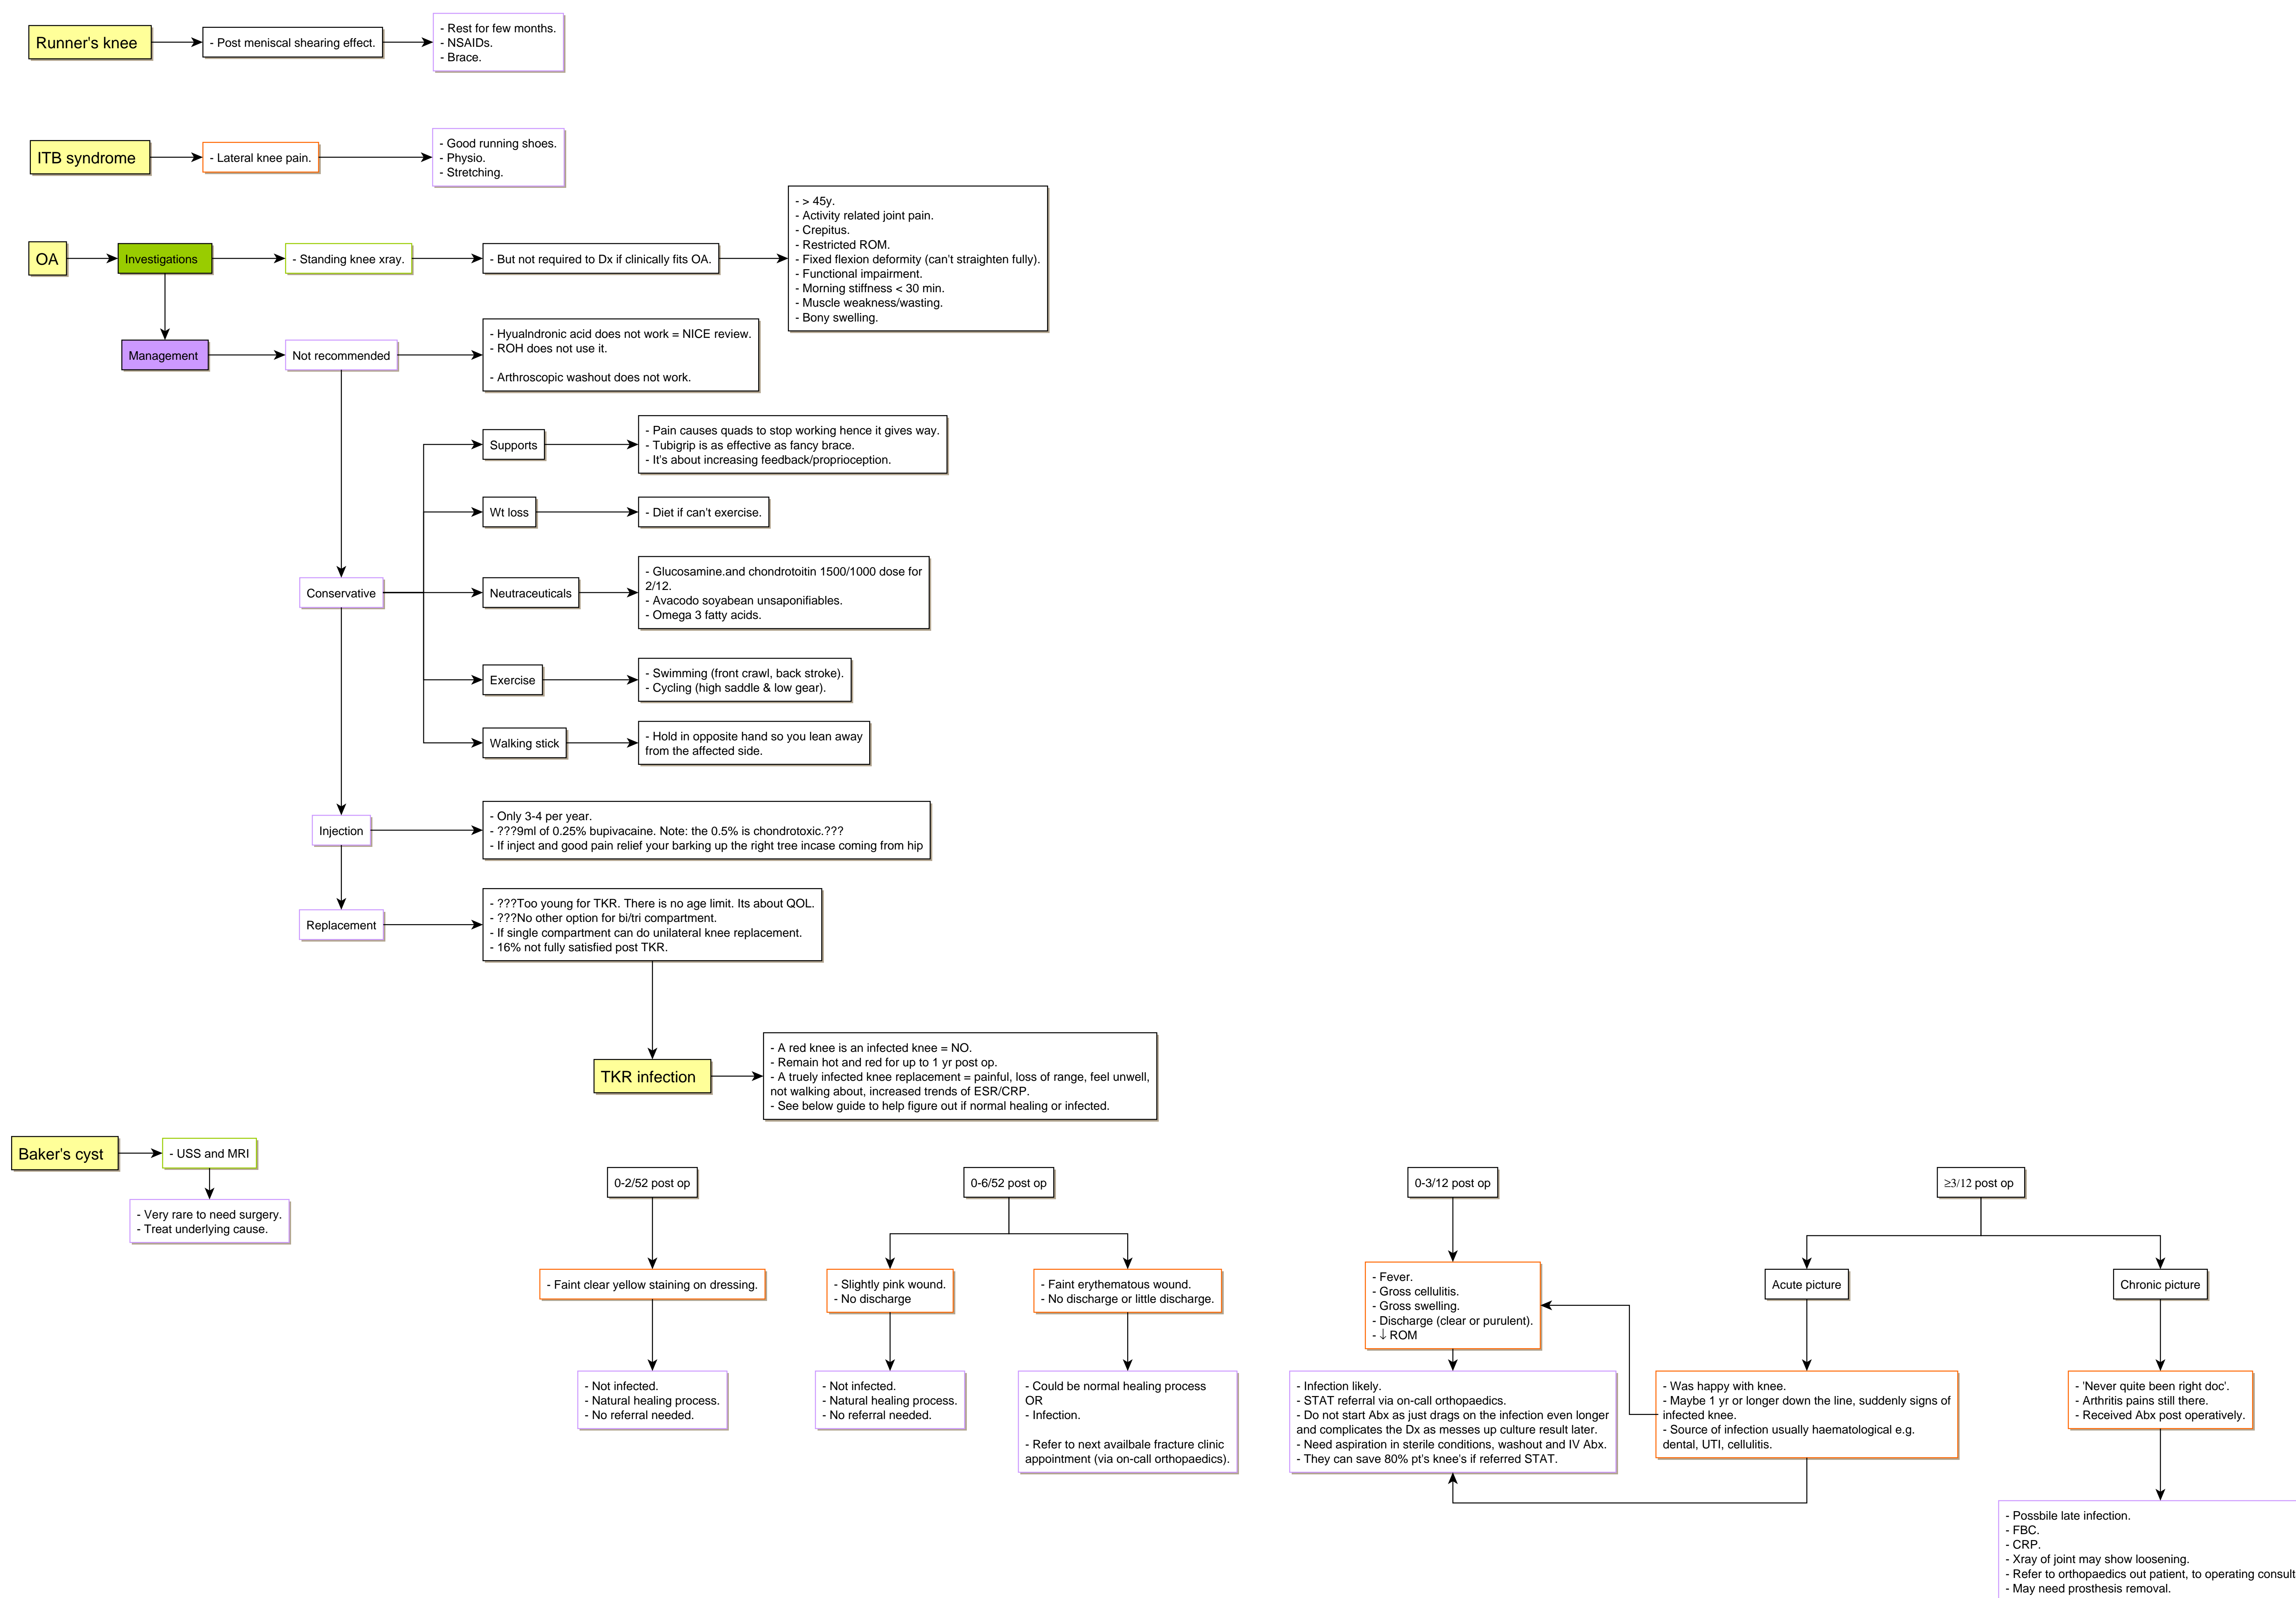 Runner's knee
- Post meniscal shearing effect.
- Rest for few months.
- NSAIDs.
- Brace.
ITB syndrome
- Lateral knee pain.
- Good running shoes.
- Physio.
- Stretching.
OA
Investigations
- Standing knee xray.
- But not required to Dx if clinically fits OA.
- > 45y.
- Activity related joint pain.
- Crepitus.
- Restricted ROM.
- Fixed flexion deformity (can't straighten fully).
- Functional impairment.
- Morning stiffness < 30 min.
- Muscle weakness/wasting.
- Bony swelling.
Management
Not recommended
- Hyualndronic acid does not work = NICE review.
- ROH does not use it.
- Arthroscopic washout does not work.
Conservative
Supports
- Pain causes quads to stop working hence it gives way.
- Tubigrip is as effective as fancy brace.
- It's about increasing feedback/proprioception.
Wt loss
- Diet if can't exercise.
Neutraceuticals
- Glucosamine.and chondrotoitin 1500/1000 dose for
2/12.
- Avacodo soyabean unsaponifiables.
- Omega 3 fatty acids.
Exercise
- Swimming (front crawl, back stroke).
- Cycling (high saddle & low gear).
Walking stick
- Hold in opposite hand so you lean away
from the affected side.
Injection
- Only 3-4 per year.
- ???9ml of 0.25% bupivacaine. Note: the 0.5% is chondrotoxic.???
- If inject and good pain relief your barking up the right tree incase coming from hip
Replacement
- ???Too young for TKR. There is no age limit. Its about QOL.
- ???No other option for bi/tri compartment.
- If single compartment can do unilateral knee replacement.
- 16% not fully satisfied post TKR.
TKR infection
- A red knee is an infected knee = NO.
- Remain hot and red for up to 1 yr post op.
- A truely infected knee replacement = painful, loss of range, feel unwell,
not walking about, increased trends of ESR/CRP.
- See below guide to help figure out if normal healing or infected.
Baker's cyst
- USS and MRI
- Very rare to need surgery.
- Treat underlying cause.
0-2/52 post op
- Faint clear yellow staining on dressing.
- Not infected.
- Natural healing process.
- No referral needed.
0-6/52 post op
- Slightly pink wound.
- No discharge
- Not infected.
- Natural healing process.
- No referral needed.
- Faint erythematous wound.
- No discharge or little discharge.
- Could be normal healing process
OR
- Infection.
- Refer to next availbale fracture clinic
appointment (via on-call orthopaedics).
0-3/12 post op
- Fever.
- Gross cellulitis.
- Gross swelling.
- Discharge (clear or purulent).
- ↓ ROM
- Infection likely.
- STAT referral via on-call orthopaedics.
- Do not start Abx as just drags on the infection even longer
and complicates the Dx as messes up culture result later.
- Need aspiration in sterile conditions, washout and IV Abx.
- They can save 80% pt's knee's if referred STAT.
≥3/12 post op
Acute picture
- Was happy with knee.
- Maybe 1 yr or longer down the line, suddenly signs of
infected knee.
- Source of infection usually haematological e.g.
dental, UTI, cellulitis.
Chronic picture
- 'Never quite been right doc'.
- Arthritis pains still there.
- Received Abx post operatively.
- Possbile late infection.
- FBC.
- CRP.
- Xray of joint may show loosening.
- Refer to orthopaedics out patient, to operating consult
- May need prosthesis removal.